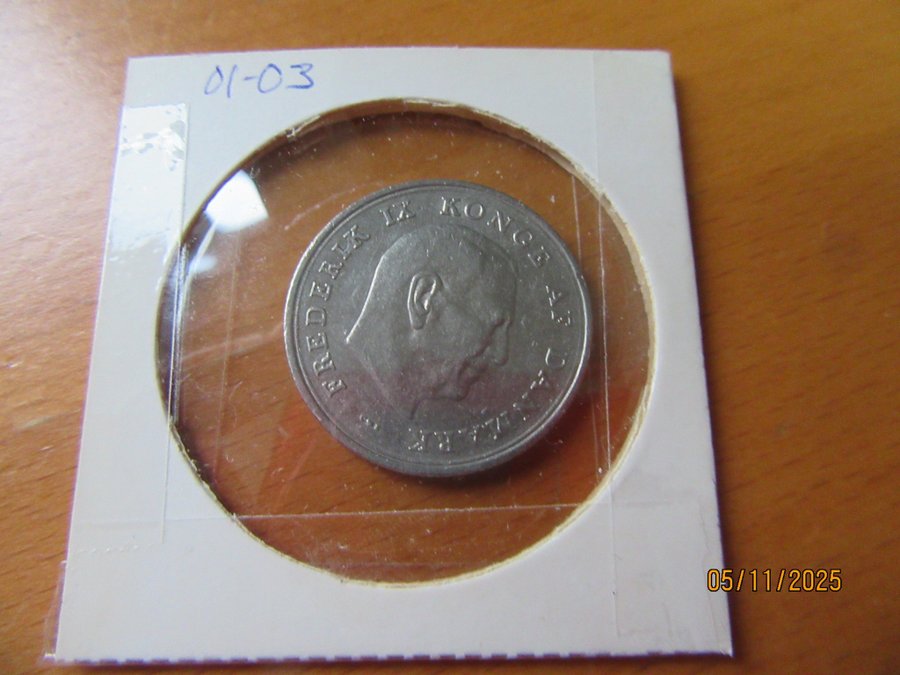 01-03
FREDERIK IX KONGE AF DANMARK
05/11/2025